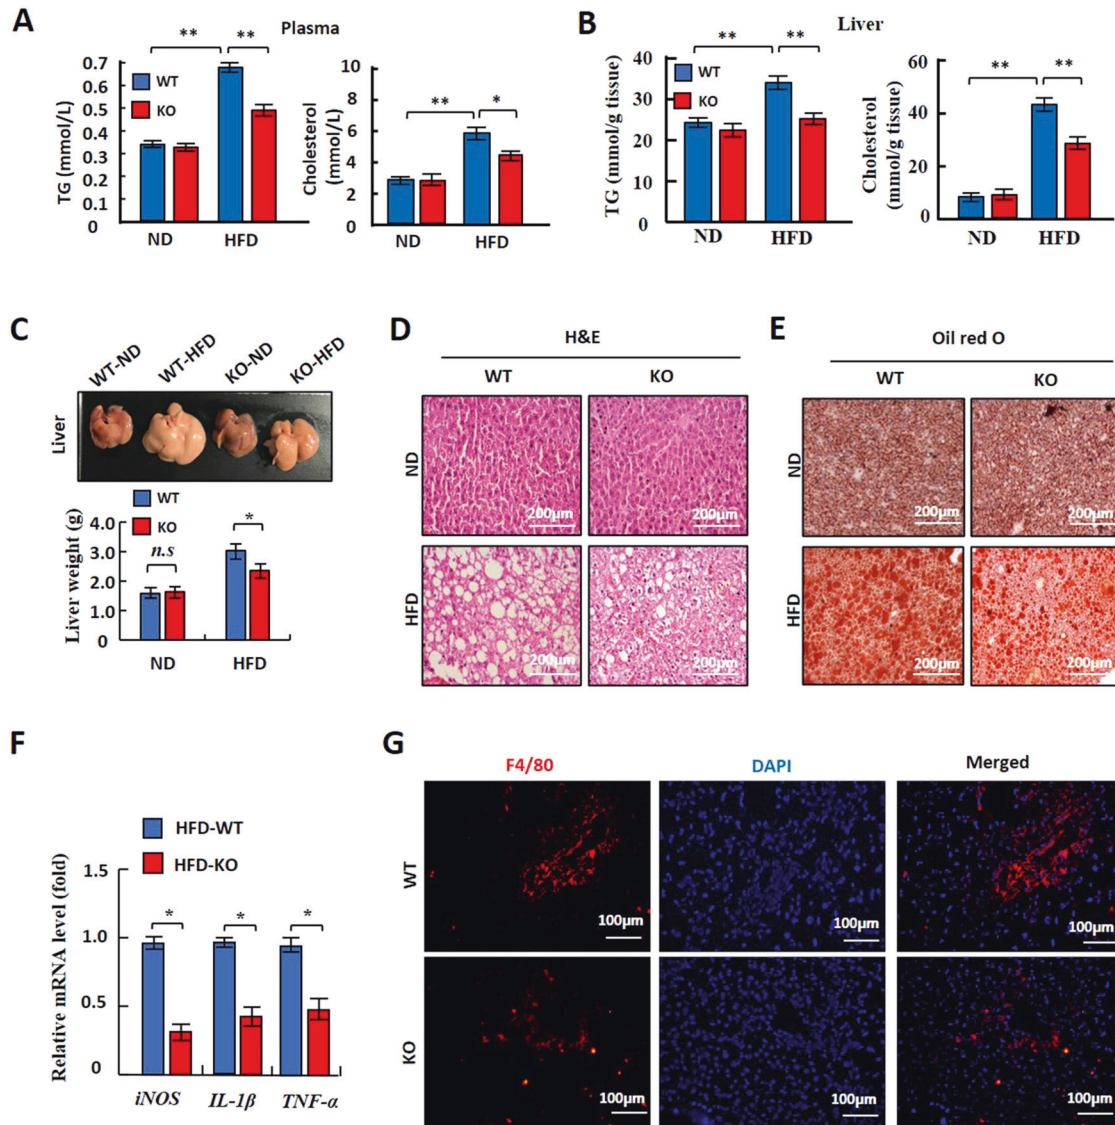 A
Plasma
**
**
0.7
0.6
0.5
0.4
0.3
0.2
0.1
0
TG (mmol/L)
WT
KO
ND
HFD
**
*
10
8
6
4
2
0
Cholesterol
(mmol/L)
ND
HFD
B
Liver
**
**
40
30
20
10
0
TG (mmol/g tissue)
WT
KO
ND
HFD
**
**
60
40
20
0
Cholesterol
(mmol/g tissue)
ND
HFD
C
WT-ND
WT-HFD
KO-ND
KO-HFD
Liver
WT
KO
4.0
3.0
2.0
1.0
0
Liver weight (g)
n.s
*
ND
HFD
D
H&E
WT
KO
ND
200μm
200μm
HFD
200μm
200μm
E
Oil red O
WT
KO
ND
200μm
200μm
HFD
200μm
200μm
F
HFD-WT
HFD-KO
1.5
1.0
0.5
0
Relative mRNA level (fold)
*
*
*
iNOS
IL-1β
TNF-α
G
F4/80
DAPI
Merged
WT
100μm
100μm
100μm
KO
100μm
100μm
100μm